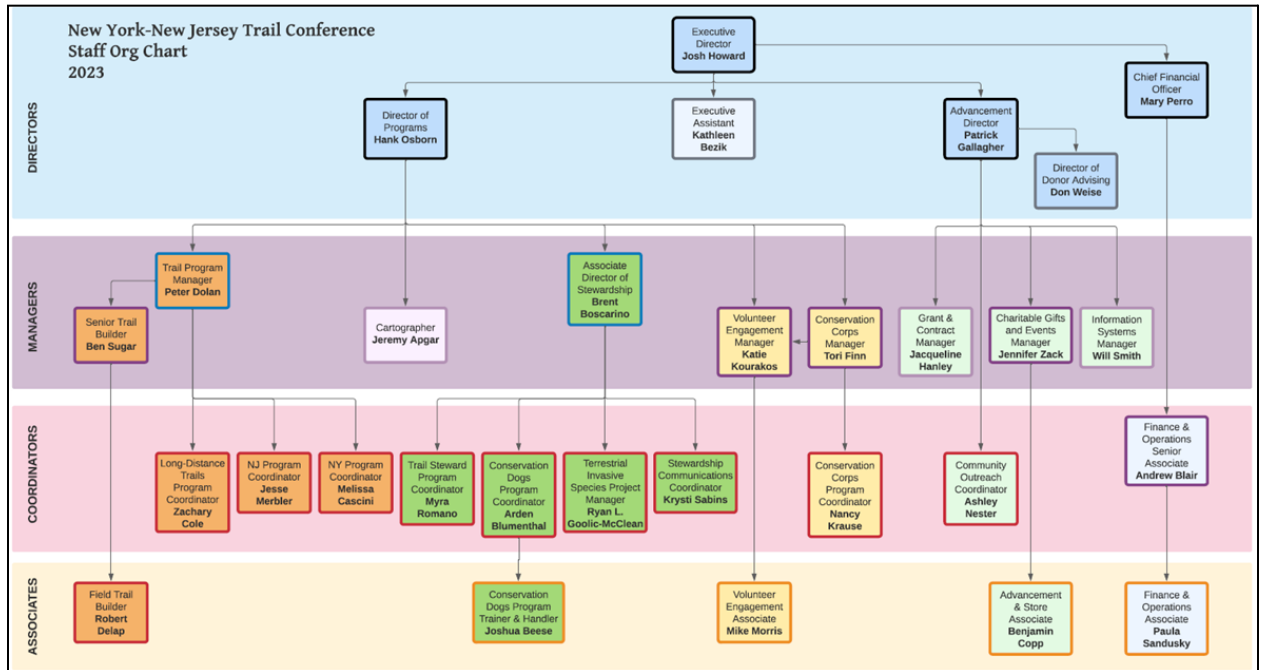 New York-New Jersey Trail Conference
Staff Org Chart
2023
DIRECTORS
Executive
Director
Josh Howard
Chief Financial
Officer
Mary Perro
Director of
Programs
Hank Osborn
Executive
Assistant
Kathleen
Bezik
Advancement
Director
Patrick
Gallagher
Director of
Donor Advising
Don Weise
MANAGERS
Trail Program
Manager
Peter Dolan
Senior Trail
Builder
Ben Sugar
Cartographer
Jeremy Apgar
Associate
Director of
Stewardship
Brent
Boscarino
Volunteer
Engagement
Manager
Katie
Kourakos
Conservation
Corps
Manager
Tori Finn
Grant &
Contract
Manager
Jacqueline
Hanley
Charitable Gifts
and Events
Manager
Jennifer Zack
Information
Systems
Manager
Will Smith
COORDINATORS
Long-Distance
Trails
Program
Coordinator
Zachary
Cole
NJ Program
Coordinator
Jesse
Merbler
NY Program
Coordinator
Melissa
Cascini
Trail Steward
Program
Coordinator
Myra
Romano
Conservation
Dogs
Program
Coordinator
Arden
Blumenthal
Terrestrial
Invasive
Species Project
Manager
Ryan L.
Goolic-McClean
Stewardship
Communications
Coordinator
Krysti Sabins
Conservation
Corps
Program
Coordinator
Nancy
Krause
Community
Outreach
Coordinator
Ashley
Nester
Finance &
Operations
Senior
Associate
Andrew Blair
ASSOCIATES
Field Trail
Builder
Robert
Delap
Conservation
Dogs Program
Trainer & Handler
Joshua Beese
Volunteer
Engagement
Associate
Mike Morris
Advancement
& Store
Associate
Benjamin
Copp
Finance &
Operations
Associate
Paula
Sandusky